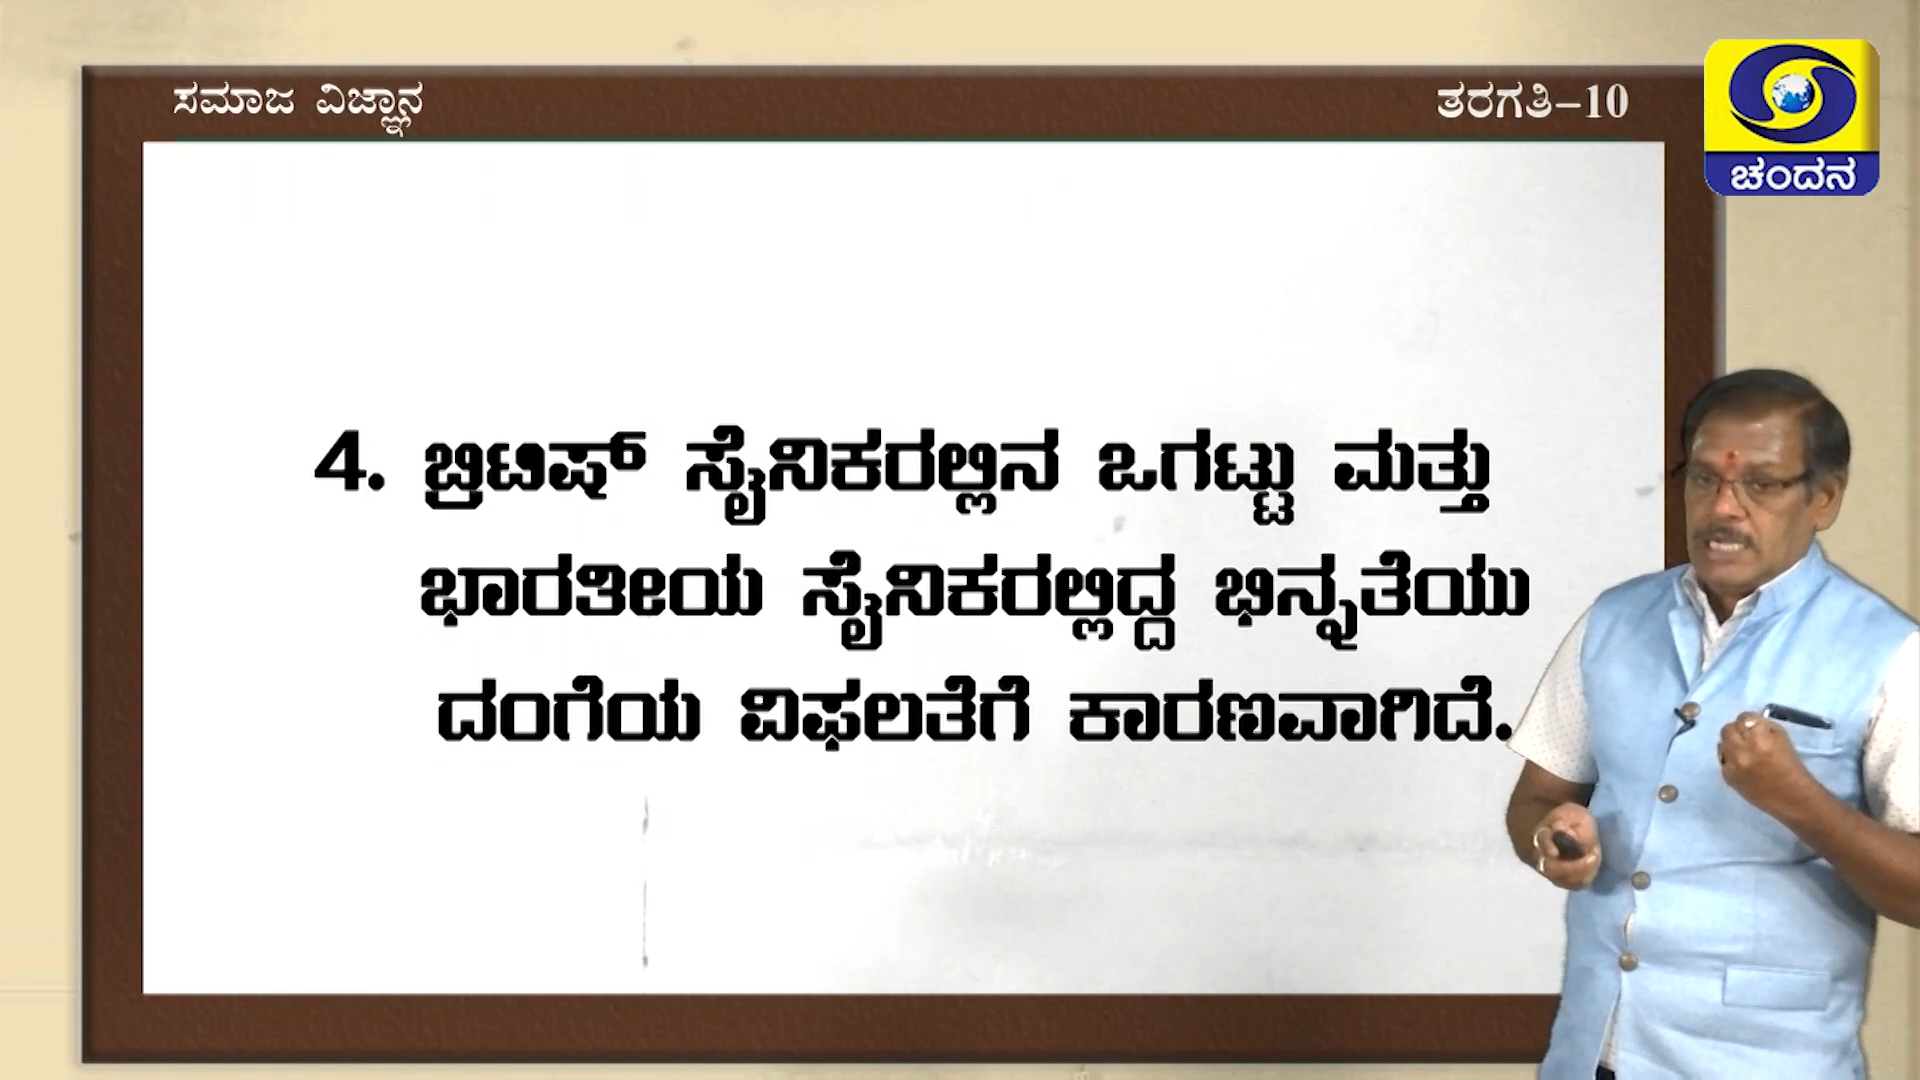 ಸಮಾಜ ವಿಜ್ಞಾನ
ತರಗತಿ-10
ಚಂದನ
4. ಬ್ರಿಟಿಷ್ ಸೈನಿಕರಲ್ಲಿನ ಒಗಟ್ಟು ಮತ್ತು
ಭಾರತೀಯ ಸೈನಿಕರಲ್ಲಿದ್ದ ಭಿನ್ನತೆಯು
ದಂಗೆಯ ವಿಫಲತೆಗೆ ಕಾರಣವಾಗಿದೆ.